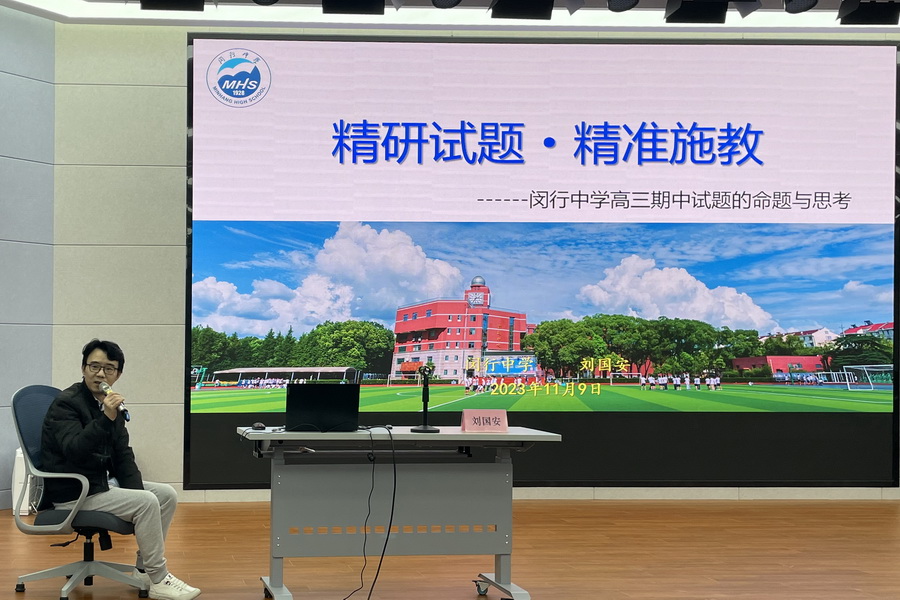 闵行中学
MHS
1928
MINHANG HIGH SCHOOL
精研试题·精准施教
------闵行中学高三期中试题的命题与思考
闵行中学 刘国安
2023年11月9日
刘国安